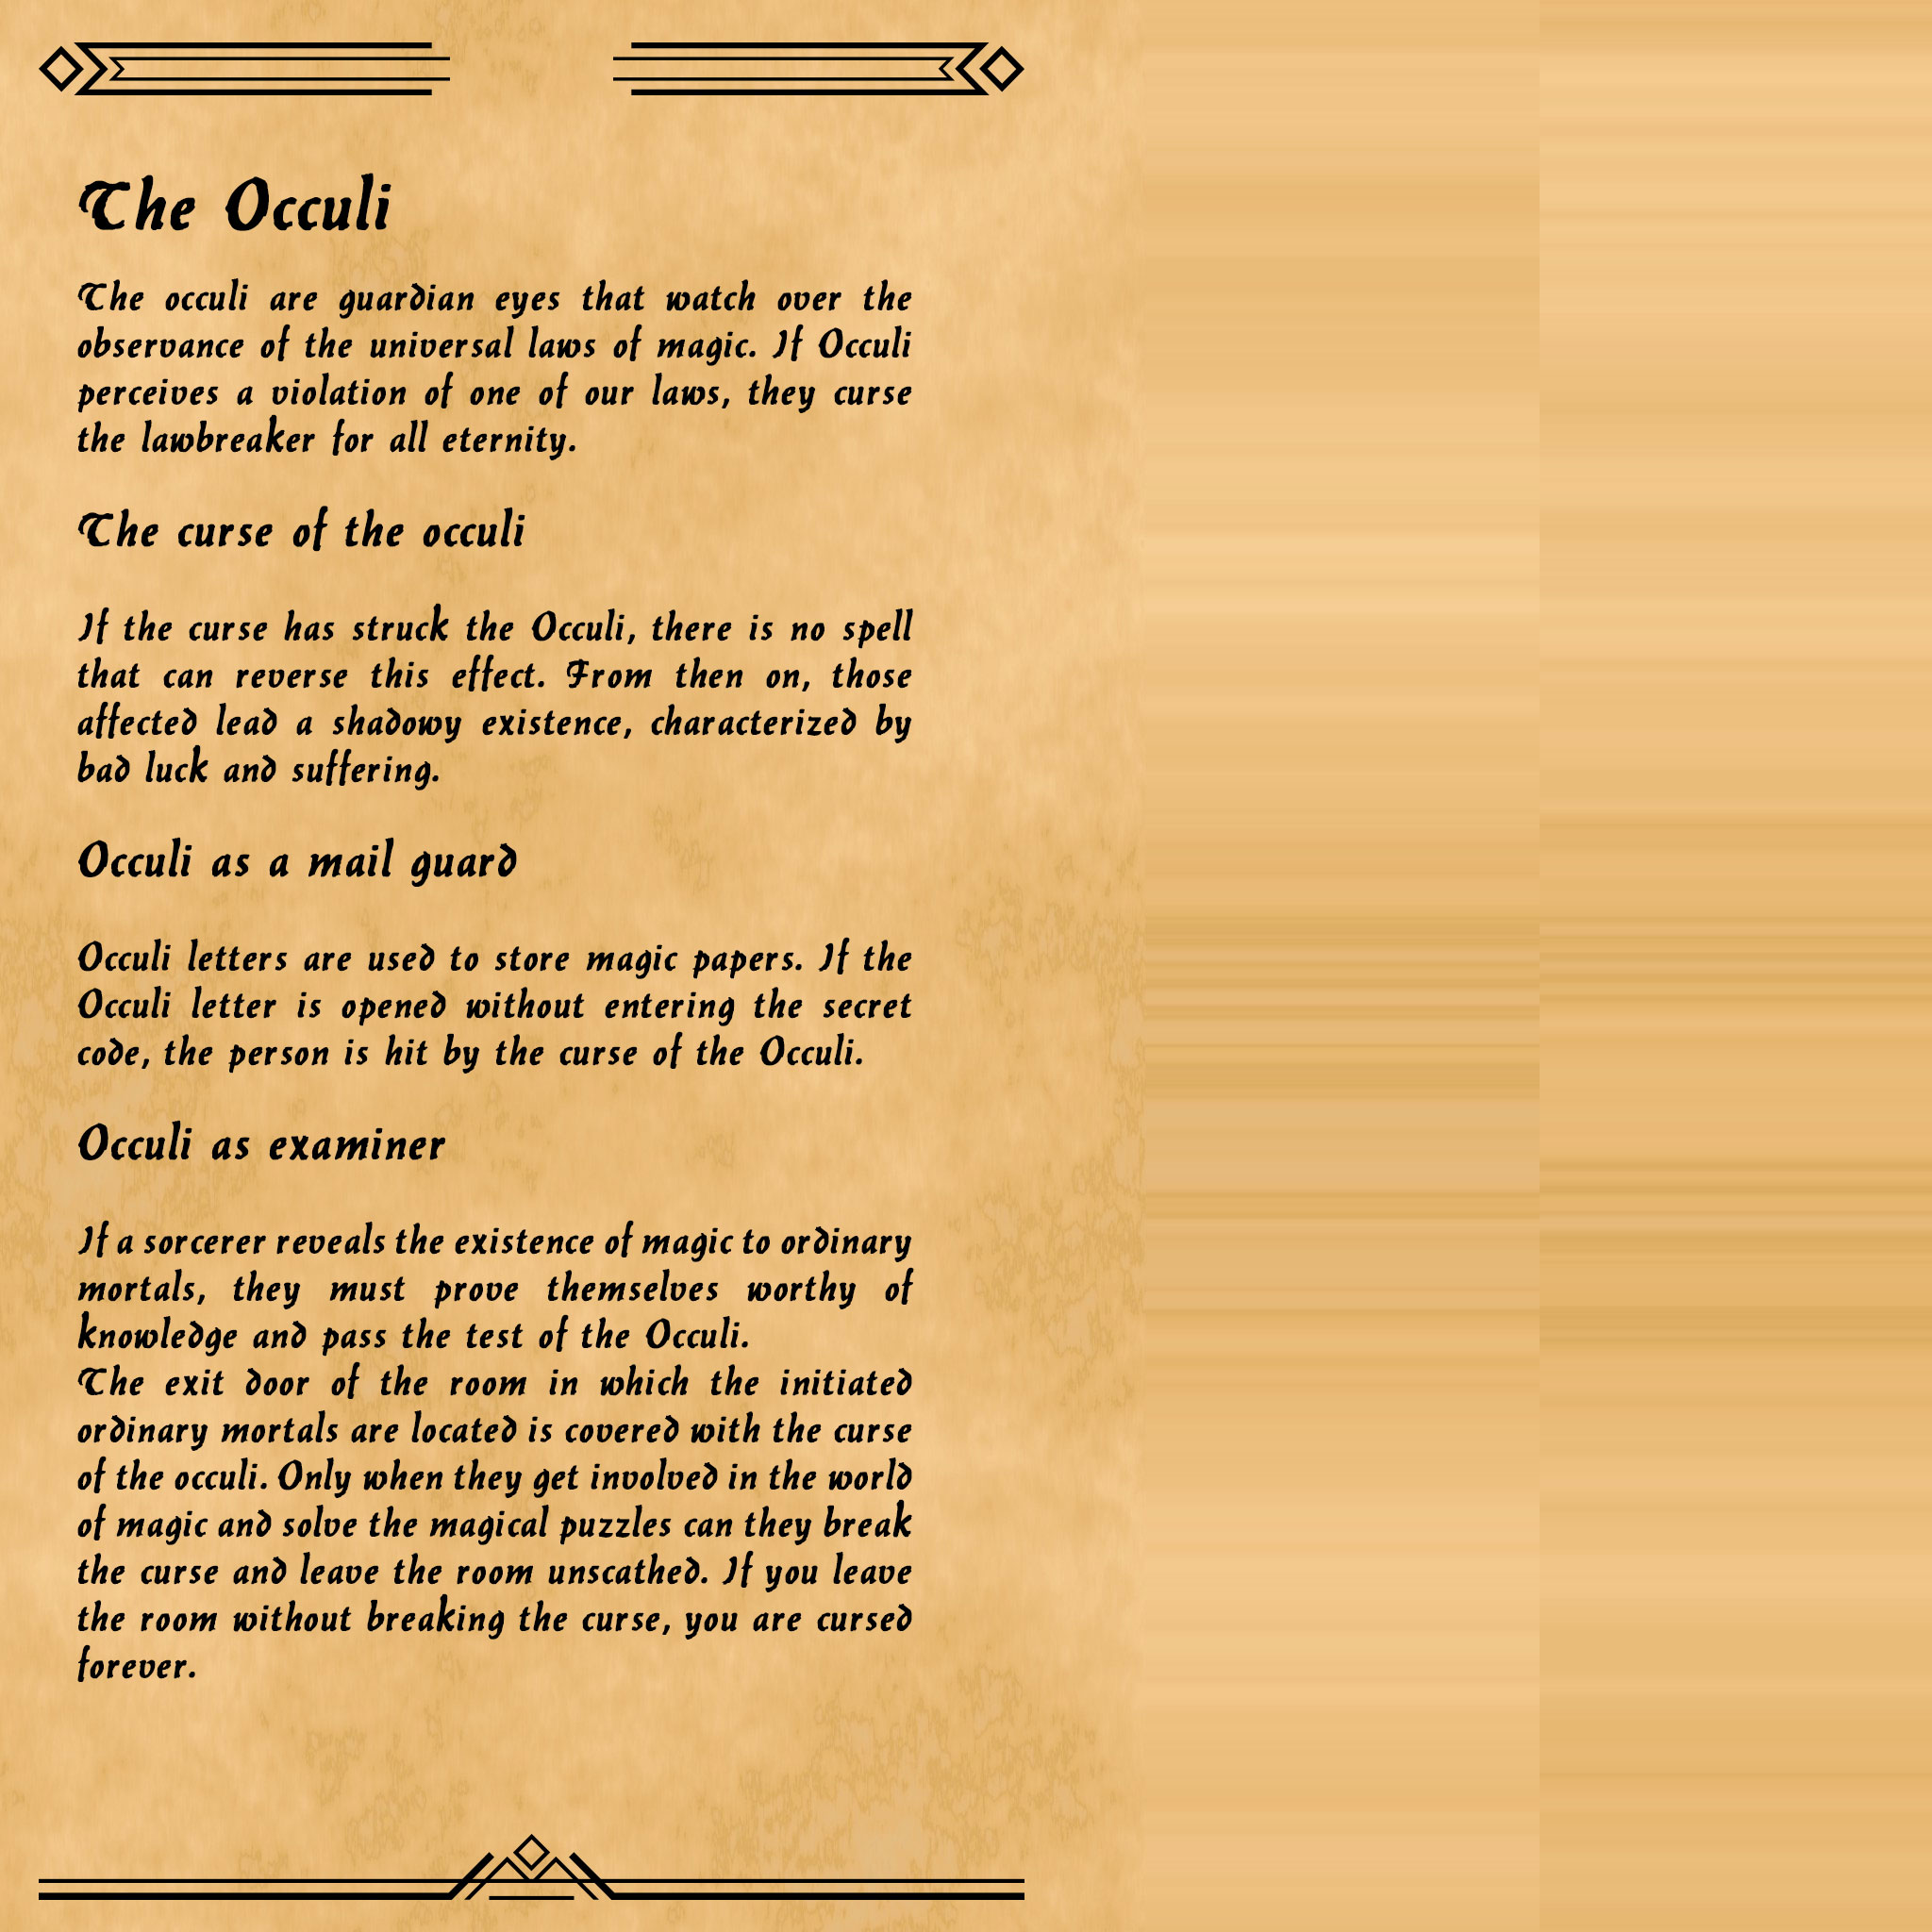 The Occuli
The occuli are guardian eyes that watch over the
observance of the universal laws of magic. If Occuli
perceives a violation of one of our laws, they curse
the lawbreaker for all eternity.
The curse of the occuli
If the curse has struck the Occuli, there is no spell
that can reverse this effect. From then on, those
affected lead a shadowy existence, characterized by
bad luck and suffering.
Occuli as a mail guard
Occuli letters are used to store magic papers. If the
Occuli letter is opened without entering the secret
code, the person is hit by the curse of the Occuli.
Occuli as examiner
If a sorcerer reveals the existence of magic to ordinary
mortals, they must prove themselves worthy of
knowledge and pass the test of the Occuli.
The exit door of the room in which the initiated
ordinary mortals are located is covered with the curse
of the occuli. Only when they get involved in the world
of magic and solve the magical puzzles can they break
the curse and leave the room unscathed. If you leave
the room without breaking the curse, you are cursed
forever.